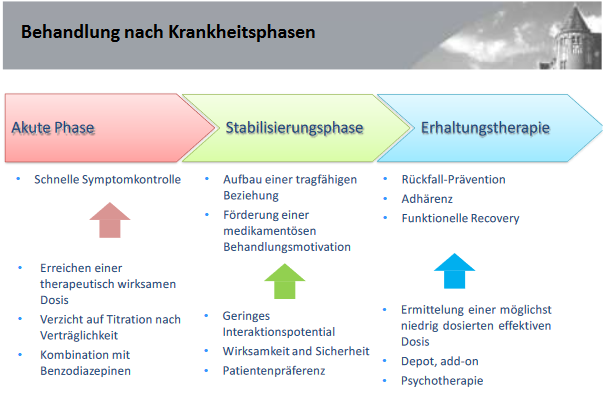 Behandlung nach Krankheitsphasen
Akute Phase
Stabilisierungsphase
Erhaltungstherapie
• Schnelle Symptomkontrolle
• Erreichen einer
therapeutisch wirksamen
Dosis
• Verzicht auf Titration nach
Verträglichkeit
• Kombination mit
Benzodiazepinen
• Aufbau einer tragfähigen
Beziehung
• Förderung einer
medikamentösen
Behandlungsmotivation
• Geringes
Interaktionspotential
• Wirksamkeit and Sicherheit
• Patientenpräferenz
• Rückfall-Prävention
• Adhärenz
• Funktionelle Recovery
• Ermittelung einer möglichst
niedrig dosierten effektiven
Dosis
• Depot, add-on
• Psychotherapie